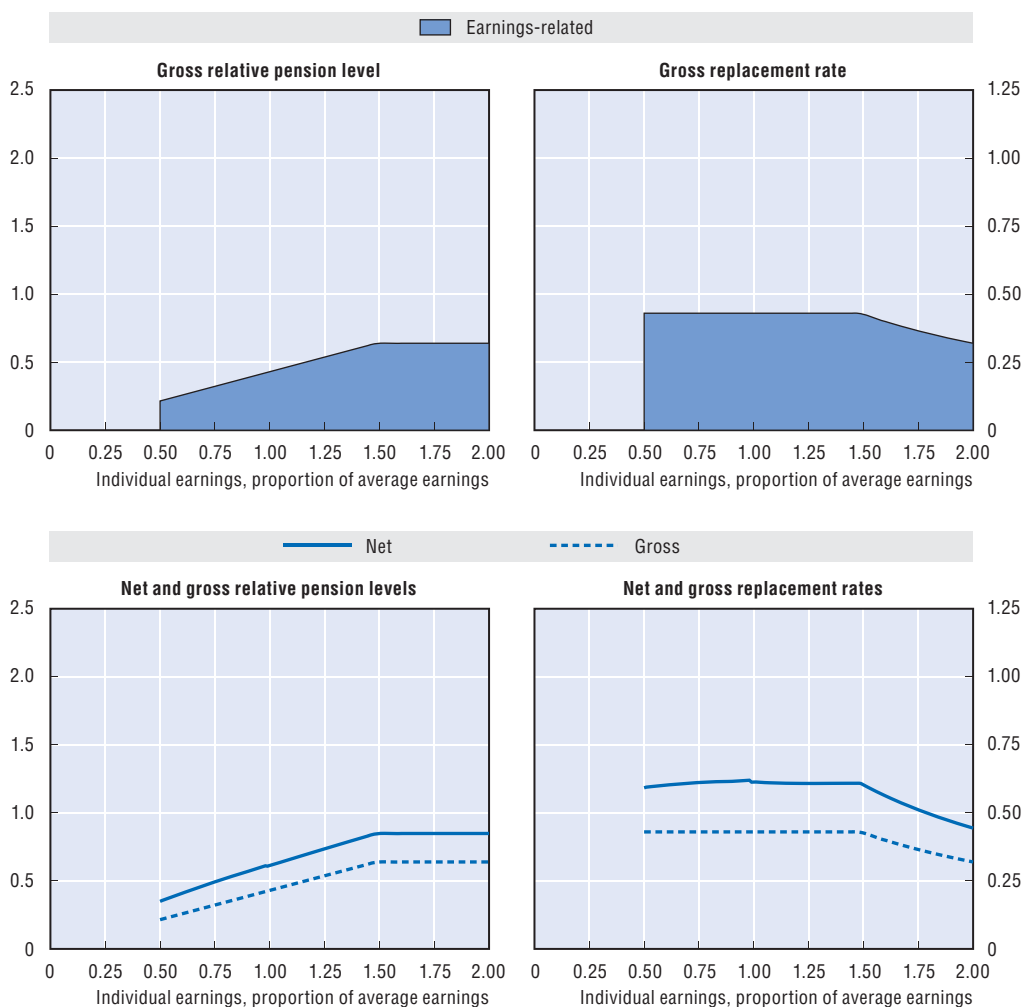 Earnings-related
Gross relative pension level
2.5
2.0
1.5
1.0
0.5
0
0 0.25 0.50 0.75 1.00 1.25 1.50 1.75 2.00
Individual earnings, proportion of average earnings
Gross replacement rate
1.25
1.00
0.75
0.50
0.25
0
0 0.25 0.50 0.75 1.00 1.25 1.50 1.75 2.00
Individual earnings, proportion of average earnings
Net Gross
Net and gross relative pension levels
2.5
2.0
1.5
1.0
0.5
0
0 0.25 0.50 0.75 1.00 1.25 1.50 1.75 2.00
Individual earnings, proportion of average earnings
Net and gross replacement rates
1.25
1.00
0.75
0.50
0.25
0
0 0.25 0.50 0.75 1.00 1.25 1.50 1.75 2.00
Individual earnings, proportion of average earnings